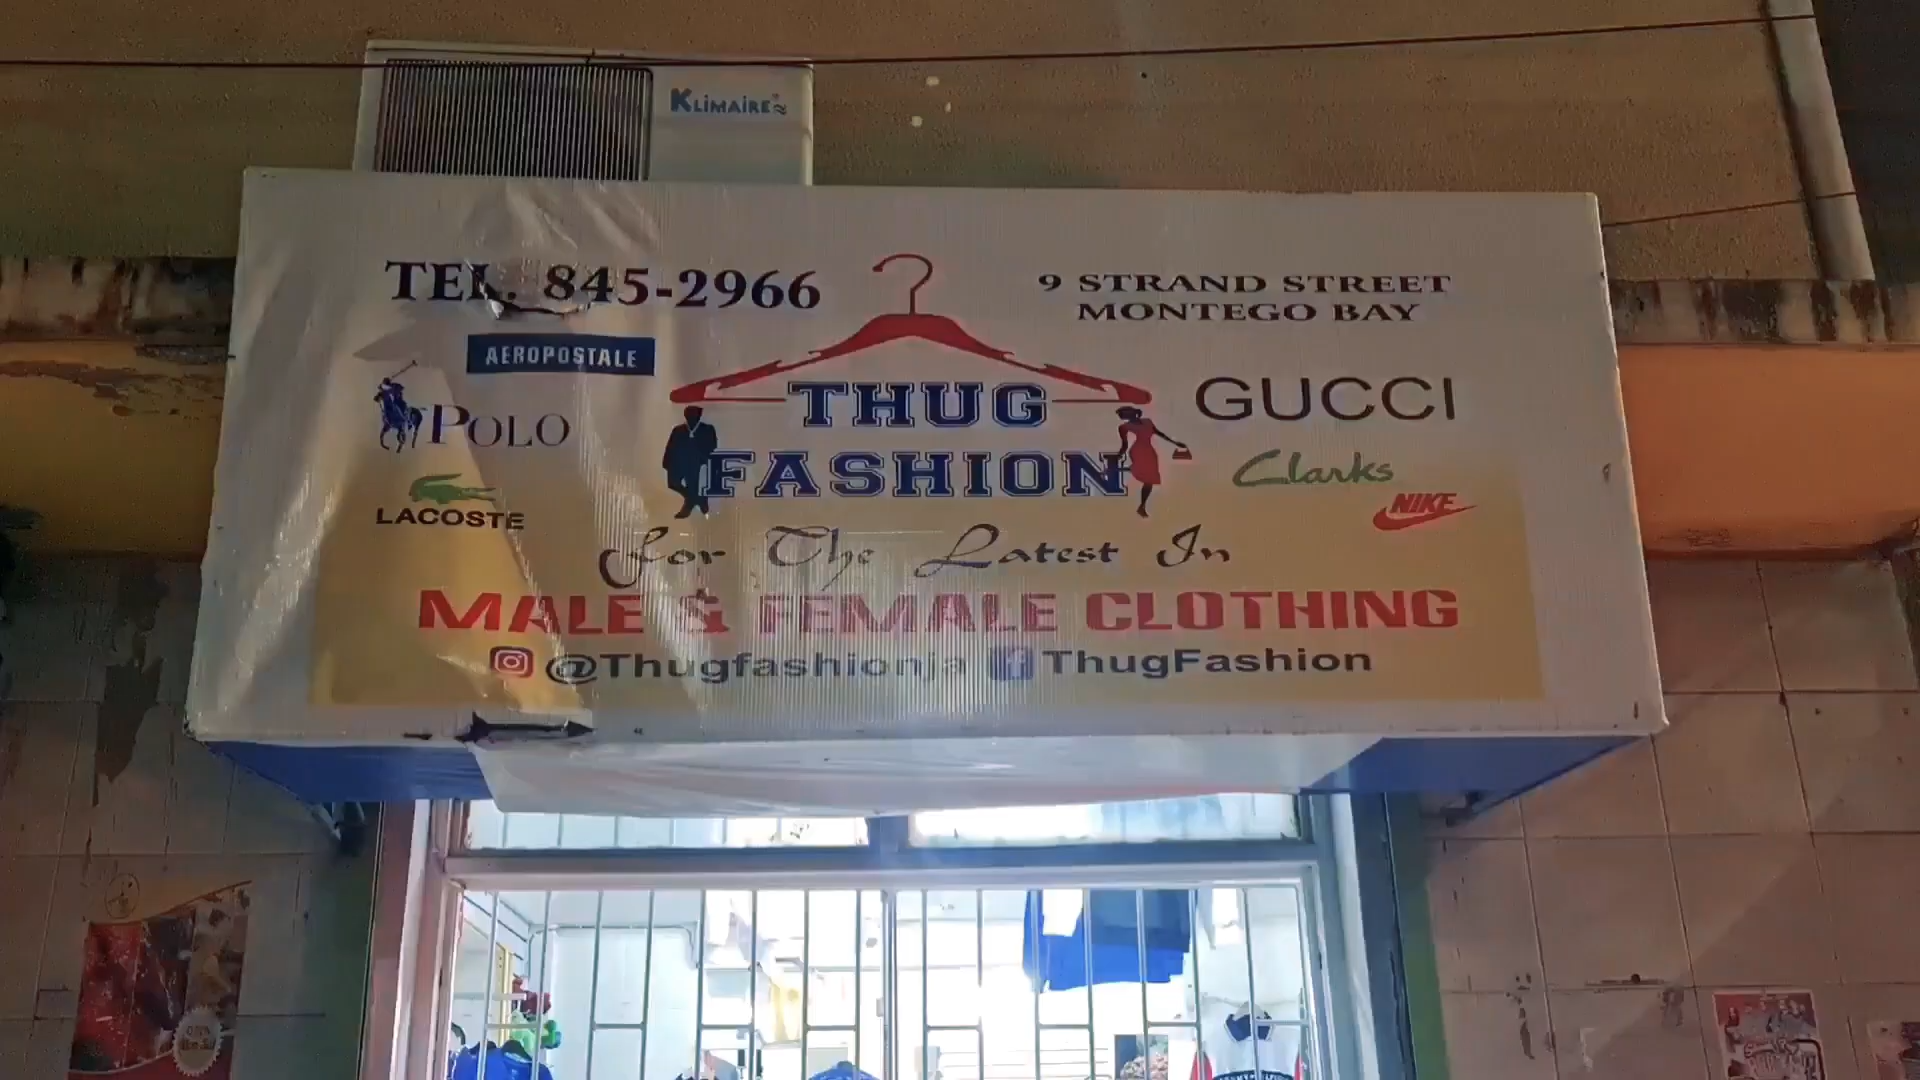 KLIMAIRE
TEL. 845-2966
9 STRAND STREET
MONTEGO BAY
AEROPOSTALE
POLO
LACOSTE
THUG
FASHION
GUCCI
Clarks
NIKE
For The Latest In
MALE & FEMALE CLOTHING
@Thugfashionja
ThugFashion